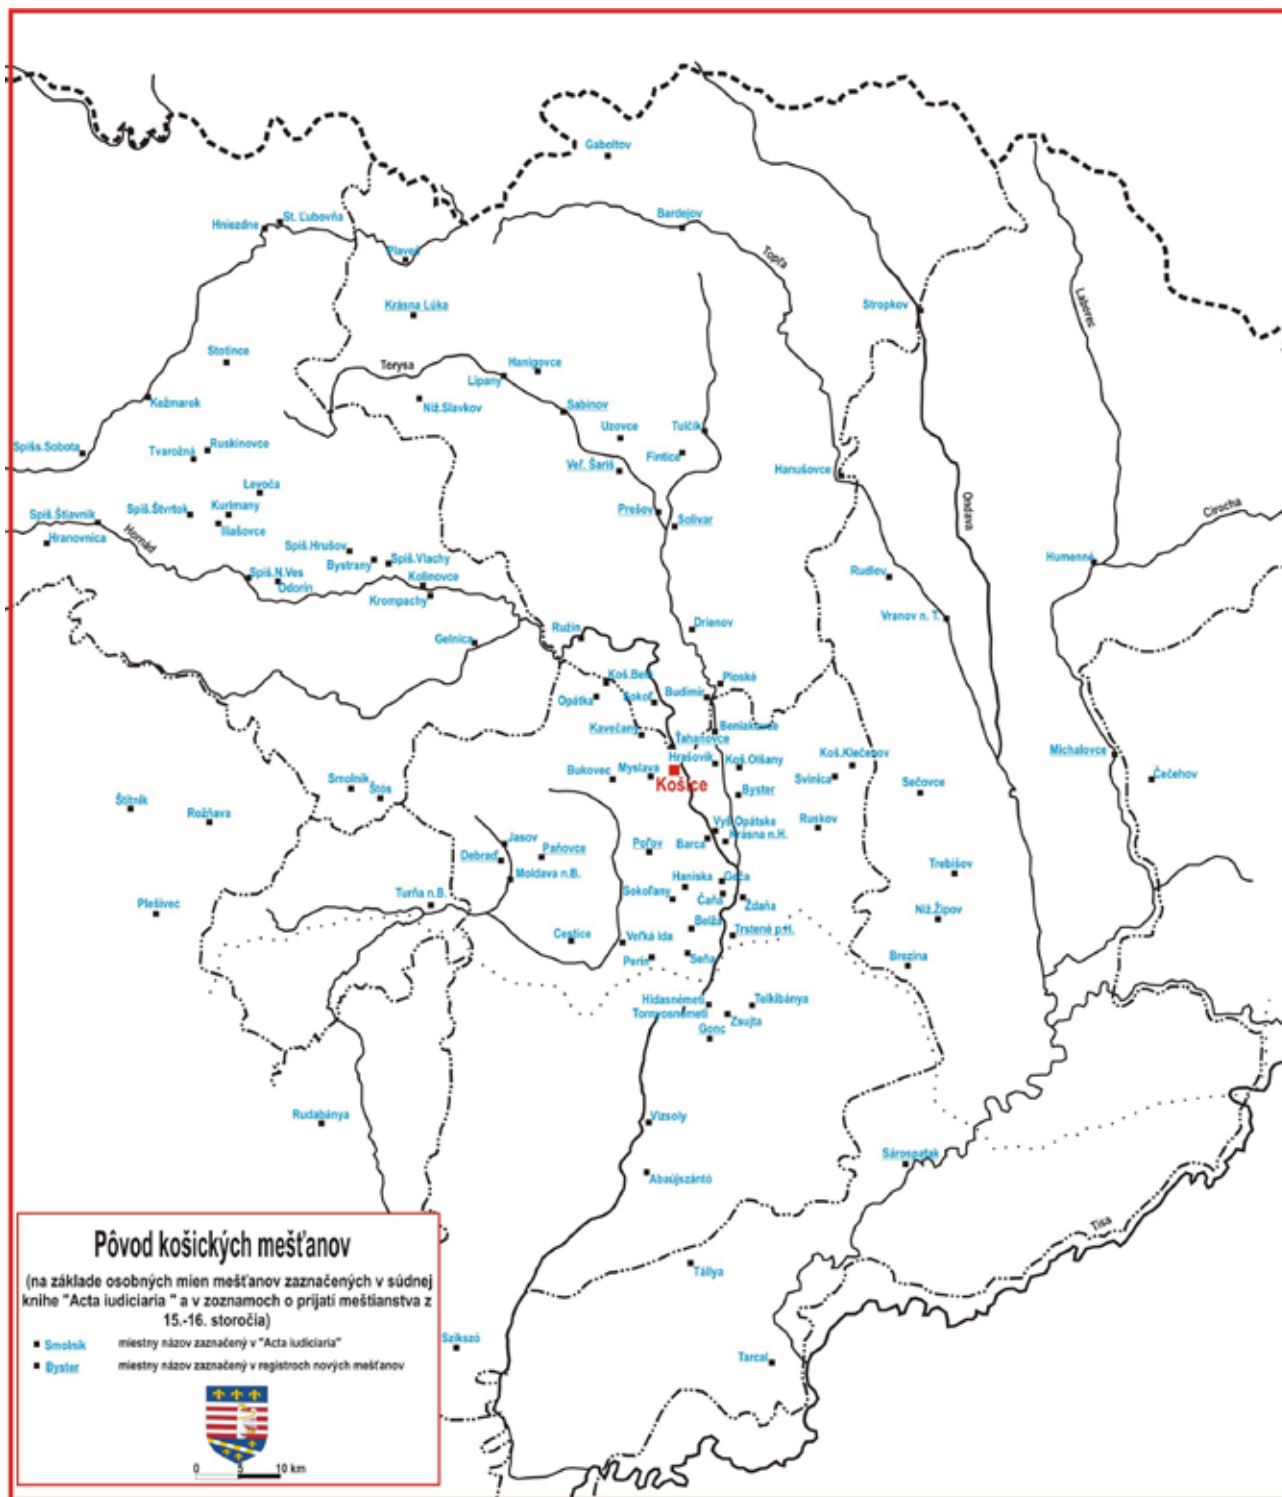 Gaboltov
Bardejov
St. Ľubovňa
Hniezdne
Plaveč
Topľa
Krásna Lúka
Stropkov
Laborec
Stotince
Torysa
Hanigovce
Lipany
Kežmarok
Niž.Slavkov
Sabinov
Uzovce
Tulčík
Spišs.Sobota
Ruskinovce
Tvarožná
Fintice
Veľ. Šariš
Hanušovce
Levoča
Ondava
Spiš.Štvrtok
Kurimany
Iliašovce
Spiš.Štiavnik
Hornád
Hranovnica
Prešov
Solivar
Cirocha
Spiš.Hrušov
Bystrany
Spiš.Vlachy
Humenné
Spiš.N.Ves
Odorín
Kolinovce
Krompachy
Rudlov
Vranov n. T.
Gelnica
Ružín
Drienov
Koš.Belá
Opátka
Sokoľ
Budimír
Ploské
Kavečany
Ťahanovce
Beniakovce
Hrašovík
Koš.Olšany
Koš.Klečenov
Michalovce
Čečehov
Bukovec
Myslava
Košice
Svinica
Sečovce
Byster
Smolník
Štós
Štítnik
Rožňava
Vyš.Opátske
Krásna n.H.
Barca
Ruskov
Jasov
Debraď
Paňovce
Poľov
Moldava n.B.
Trebišov
Haniska
Geča
Sokoľany
Čaňa
Ždaňa
Turňa n.B.
Plešivec
Niž.Žipov
Belža
Trstené p.H.
Cestice
Veľká Ida
Perín
Seňa
Brezina
Hidasnémeti
Tornyosnémeti
Telkibánya
Zsujta
Gonc
Rudabánya
Vizsoly
Abaújszántó
Sárospatak
Tisa
Tállya
Szikszó
Tarcal
Pôvod košických mešťanov
(na základe osobných mien mešťanov zaznačených v súdnej
knihe "Acta iudiciaria " a v zoznamoch o prijatí meštianstva z
15.-16. storočia)
Smolník miestny názov zaznačený v "Acta iudiciaria"
Byster miestny názov zaznačený v registroch nových mešťanov
0 5 10 km